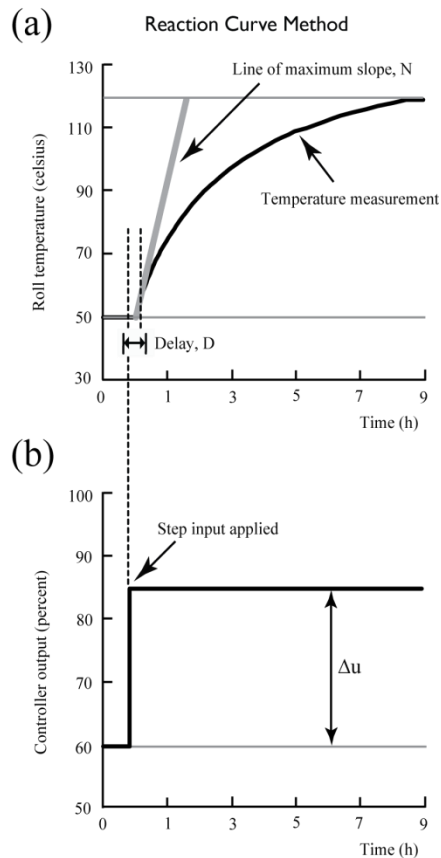 (a)
Reaction Curve Method
130
Line of maximum slope, N
110
90
Temperature measurement
70
50
Delay, D
30
0 1 3 5 7 9
Time (h)
Roll temperature (celsius)
(b)
100
Step input applied
90
80
Δu
70
60
50
0 1 3 5 7 9
Time (h)
Controller output (percent)